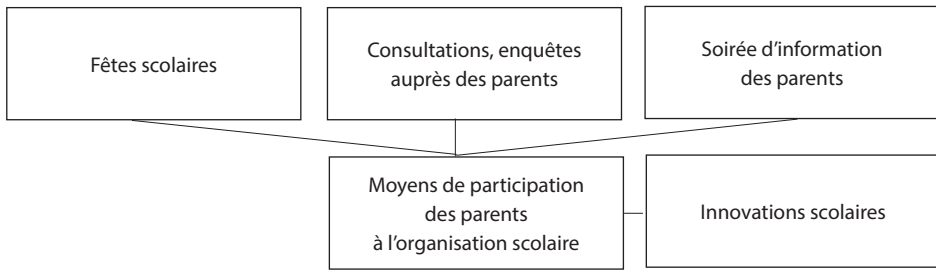 Fêtes scolaires
Consultations, enquêtes
auprès des parents
Soirée d’information
des parents
Moyens de participation
des parents
à l’organisation scolaire
Innovations scolaires